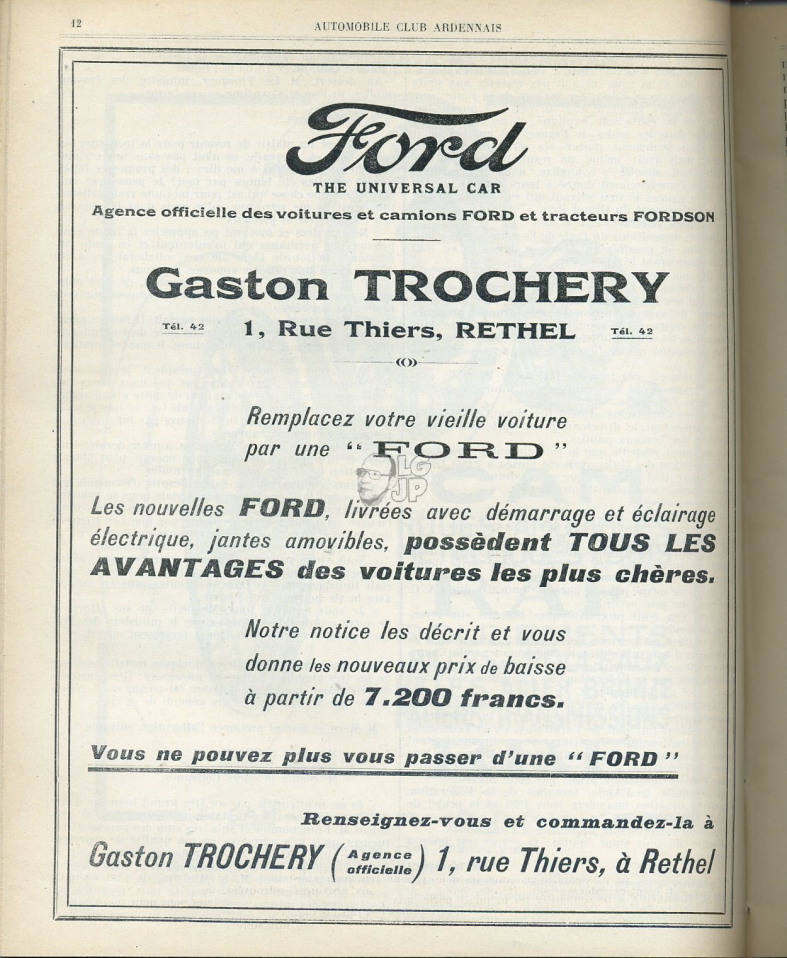 12
AUTOMOBILE CLUB ARDENNAIS
Ford
THE UNIVERSAL CAR
Agence officielle des voitures et camions FORD et tracteurs FORDSON
Gaston TROCHERY
Tél. 42 1, Rue Thiers, RETHEL Tél. 42
Remplacez votre vieille voiture
par une “ FORD ”
LG
JP
Les nouvelles FORD, livrées avec démarrage et éclairage
électrique, jantes amovibles, possèdent TOUS LES
AVANTAGES des voitures les plus chères.
Notre notice les décrit et vous
donne les nouveaux prix de baisse
à partir de 7.200 francs.
Vous ne pouvez plus vous passer d'une “ FORD ”
Renseignez-vous et commandez-la à
Gaston TROCHERY (Agence officielle) 1, rue Thiers, à Rethel